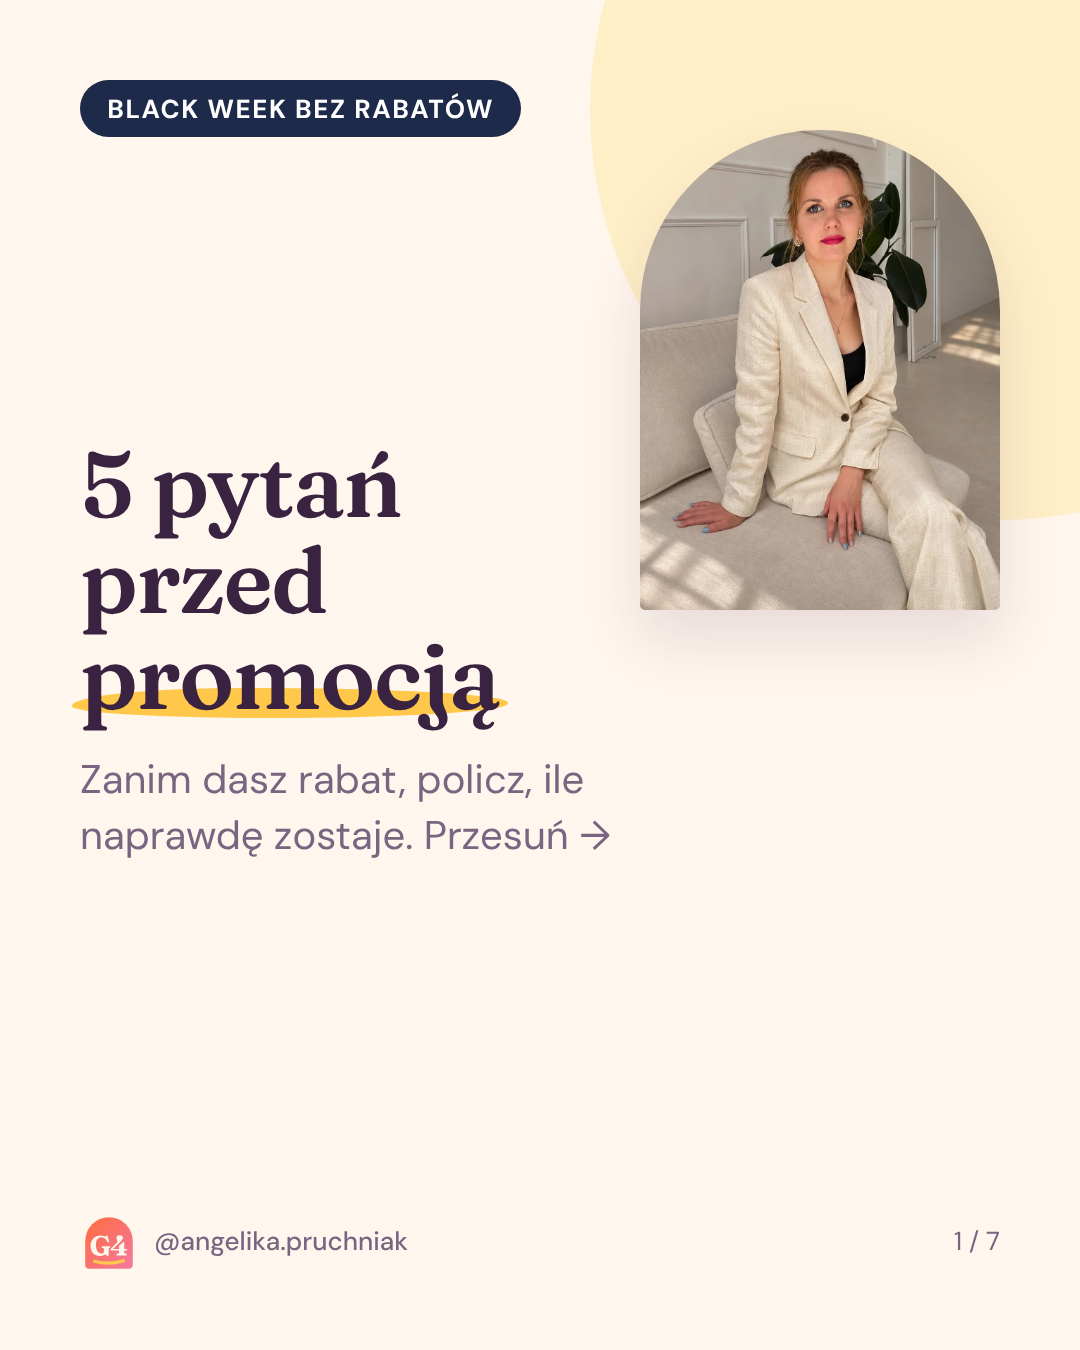 BLACK WEEK BEZ RABATÓW
5 pytań
przed
promocją
Zanim dasz rabat, policz, ile
naprawdę zostaje. Przesuń →
G4
@angelika.pruchniak
1 / 7